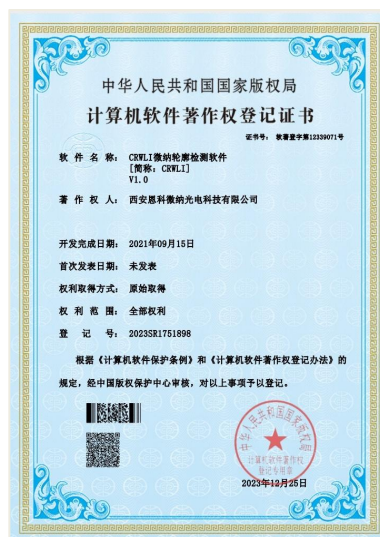 中华人民共和国国家版权局
计算机软件著作权登记证书
证书号： 软著登字第12339071号
软件名称： CRWLI微纳轮廓检测软件
[简称：CRWLI]
V1.0
著作权人： 西安恩科微纳光电科技有限公司
开发完成日期： 2021年09月15日
首次发表日期： 未发表
权利取得方式： 原始取得
权利范围： 全部权利
登记号： 2023SR1751898
根据《计算机软件保护条例》和《计算机软件著作权登记办法》的
规定，经中国版权保护中心审核，对以上事项予以登记。
中华人民共和国国家版权局
计算机软件著作权
登记专用章
2023年12月25日